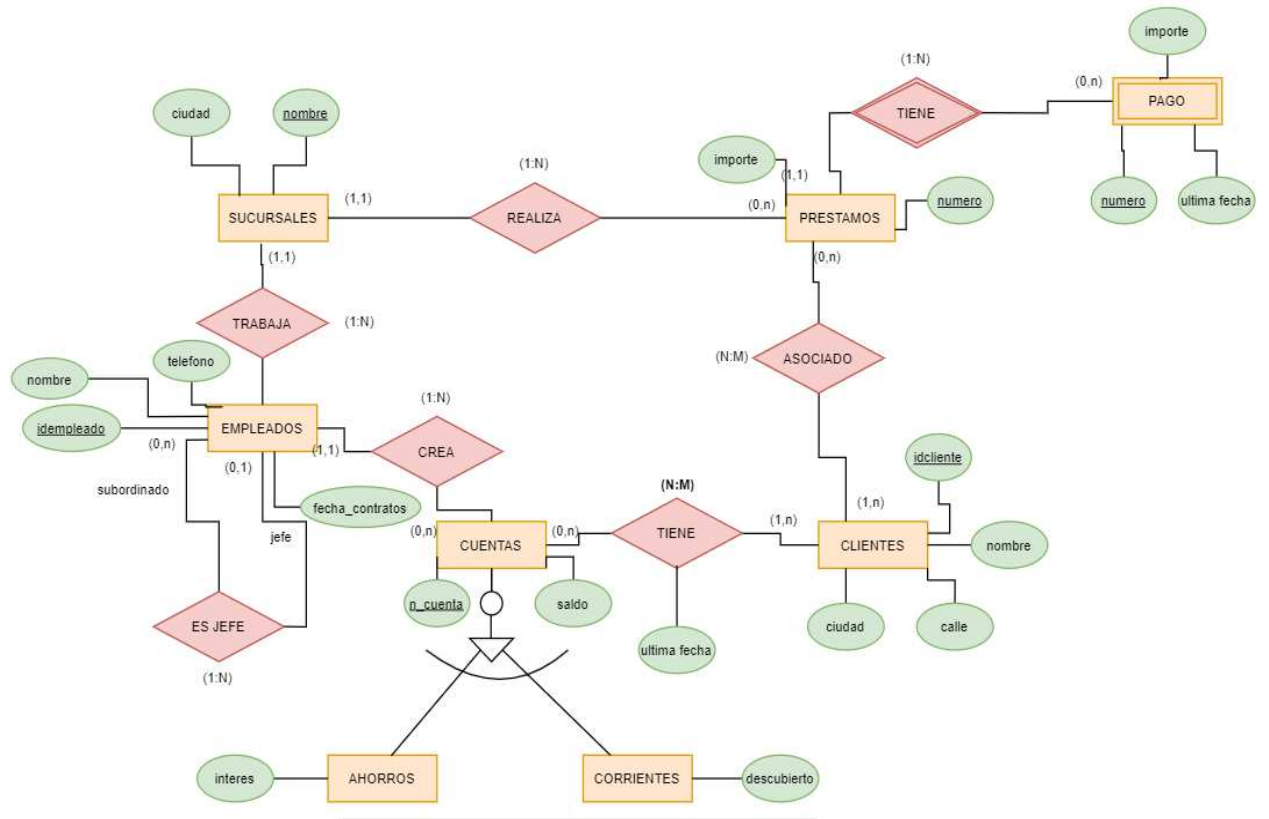 importe
(1:N)
(0,n)
TIENE
PAGO
ciudad
nombre
importe
(1,1)
numero
numero
ultima fecha
(1:N)
(1,1)
(0,n)
SUCURSALES
REALIZA
PRESTAMOS
(1,1)
(0,n)
TRABAJA
(1:N)
(N:M)
ASOCIADO
telefono
nombre
idempleado
EMPLEADOS
(1:N)
(0,n)
(0,1)
(1,1)
CREA
idcliente
subordinado
fecha_contratos
jefe
(N:M)
(1,n)
(0,n)
(0,n)
(1,n)
CUENTAS
TIENE
CLIENTES
nombre
n_cuenta
saldo
ES JEFE
ciudad
calle
ultima fecha
(1:N)
interes
AHORROS
CORRIENTES
descubierto